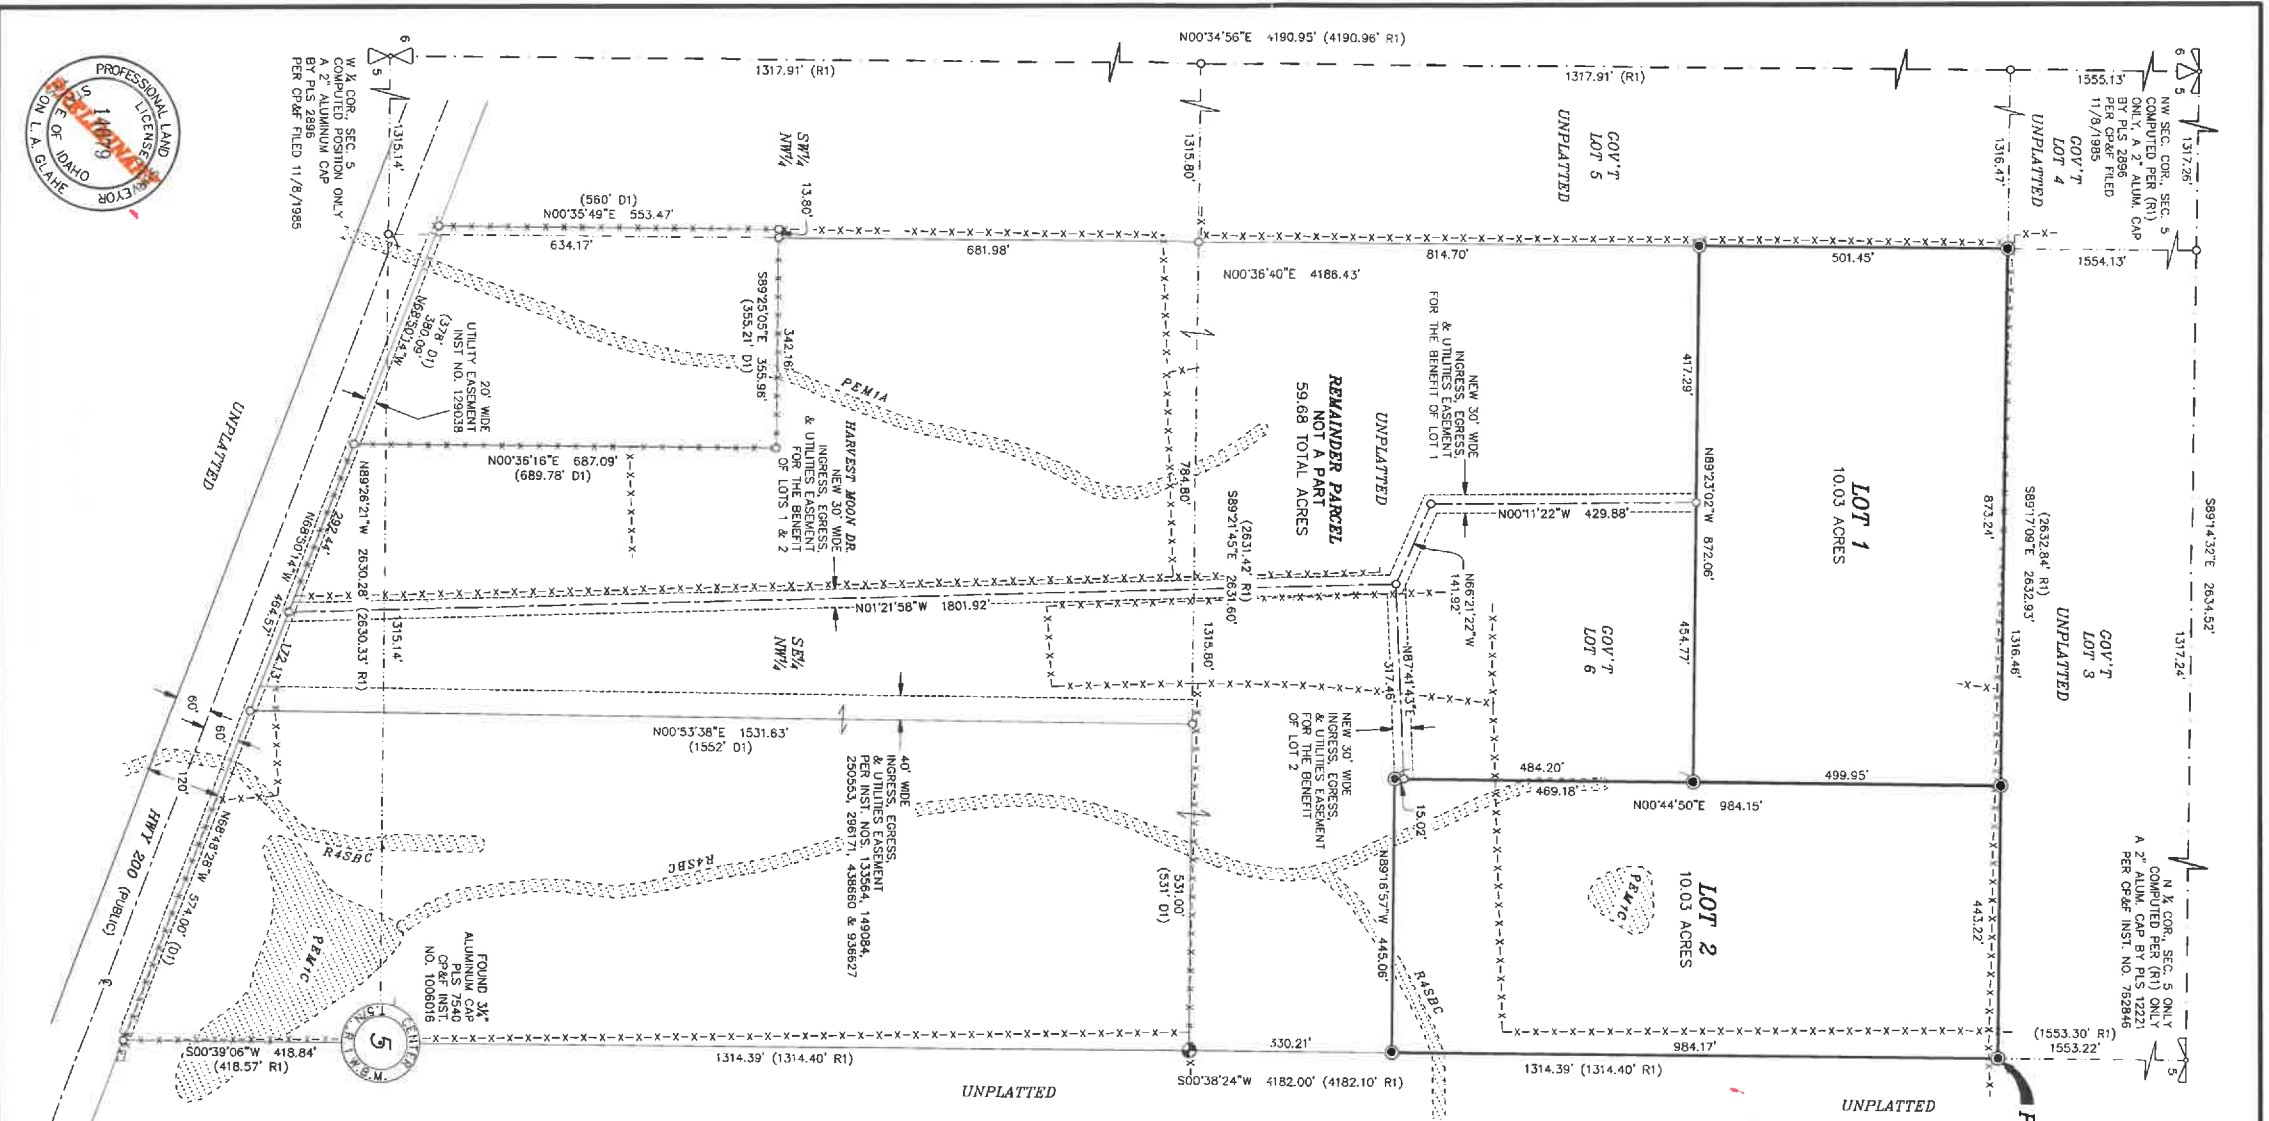 N00°34'56"E 4190.95' (4190.96' R1)
1317.91' (R1)
1317.91' (R1)
1555.13'
6
5
6
5
NW SEC. COR., SEC. 5
COMPUTED PER (R1)
ONLY, A 2" ALUM. CAP
BY PLS 2896
PER CP&F FILED
11/8/1985
1317.26'
W ¼ COR., SEC. 5
COMPUTED POSITION ONLY
A 2" ALUMINUM CAP
BY PLS 2896
PER CP&F FILED 11/8/1985
PROFESSIONAL LAND
SURVEYOR
LICENSE
PRELIMINARY
OF IDAHO
L.A. GLAHE
1315.14'
SW¼
NW¼
13.80'
1315.80'
GOV'T
LOT 5
UNPLATTED
1316.47'
GOV'T
LOT 4
UNPLATTED
(560' D1)
N00°35'49"E 553.47'
634.17'
681.98'
814.70'
501.45'
1554.13'
N00°36'40"E 4186.43'
S89°25'05"E 355.96'
(355.21' D1)
342.16'
N68°50'14"W
380.09'
(378' D1)
20' WIDE
UTILITY EASEMENT
INST NO. 129038
PEM1A
UNPLATTED
N00°36'16"E 687.09'
(689.78' D1)
HARVEST MOON DR.
NEW 30' WIDE
INGRESS, EGRESS,
& UTILITIES EASEMENT
FOR THE BENEFIT
OF LOTS 1 & 2
784.80'
REMAINDER PARCEL
NOT A PART
59.68 TOTAL ACRES
UNPLATTED
NEW 30' WIDE
INGRESS, EGRESS,
& UTILITIES EASEMENT
FOR THE BENEFIT OF LOT 1
417.29'
N89°23'02"W 872.06'
454.77'
LOT 1
10.03 ACRES
873.24'
S89°17'09"E 2632.93'
(2632.84' R1)
1316.46'
GOV'T
LOT 3
UNPLATTED
S89°14'32"E 2634.52'
1317.24'
N00°11'22"W 429.88'
N66°21'22"W
141.92'
S89°21'45"E 2631.60'
(2631.42' R1)
N89°26'21"W 2630.28' (2630.33' R1)
292.44'
N68°50'14"W 464.57'
172.13'
1315.14'
N01°21'58"W 1801.92'
SE¼
NW¼
1315.80'
GOV'T
LOT 6
N87°41'43"E
317.46'
NEW 30' WIDE
INGRESS, EGRESS,
& UTILITIES EASEMENT
FOR THE BENEFIT
OF LOT 2
N00°53'38"E 1531.63'
(1552' D1)
40' WIDE
INGRESS, EGRESS,
& UTILITIES EASEMENT
PER INST. NOS. 133564, 149084,
250553, 296171, 438660 & 936627
60'
60'
120'
HWY 200 (PUBLIC)
N68°48'28"W 574.00' (D1)
R4SBC
R4SBC
PEM1C
484.20'
469.18'
15.02'
499.95'
N00°44'50"E 984.15'
LOT 2
10.03 ACRES
PEM1C
443.22'
N89°16'57"W 445.06'
531.00'
(531' D1)
R4SBC
N ¼ COR., SEC. 5 ONLY
COMPUTED PER (R1) ONLY
A 2" ALUM. CAP BY PLS 12221
PER CP&F INST. NO. 752846
FOUND 3¼"
ALUMINUM CAP
PLS 7540
CP&F INST.
NO. 1006016
CENTER
5
T.57N., R.1W.B.M.
S00°39'06"W 418.84'
(418.57' R1)
1314.39' (1314.40' R1)
330.21'
984.17'
(1553.30' R1)
1553.22'
5
S00°38'24"W 4182.00' (4182.10' R1)
1314.39' (1314.40' R1)
UNPLATTED
UNPLATTED